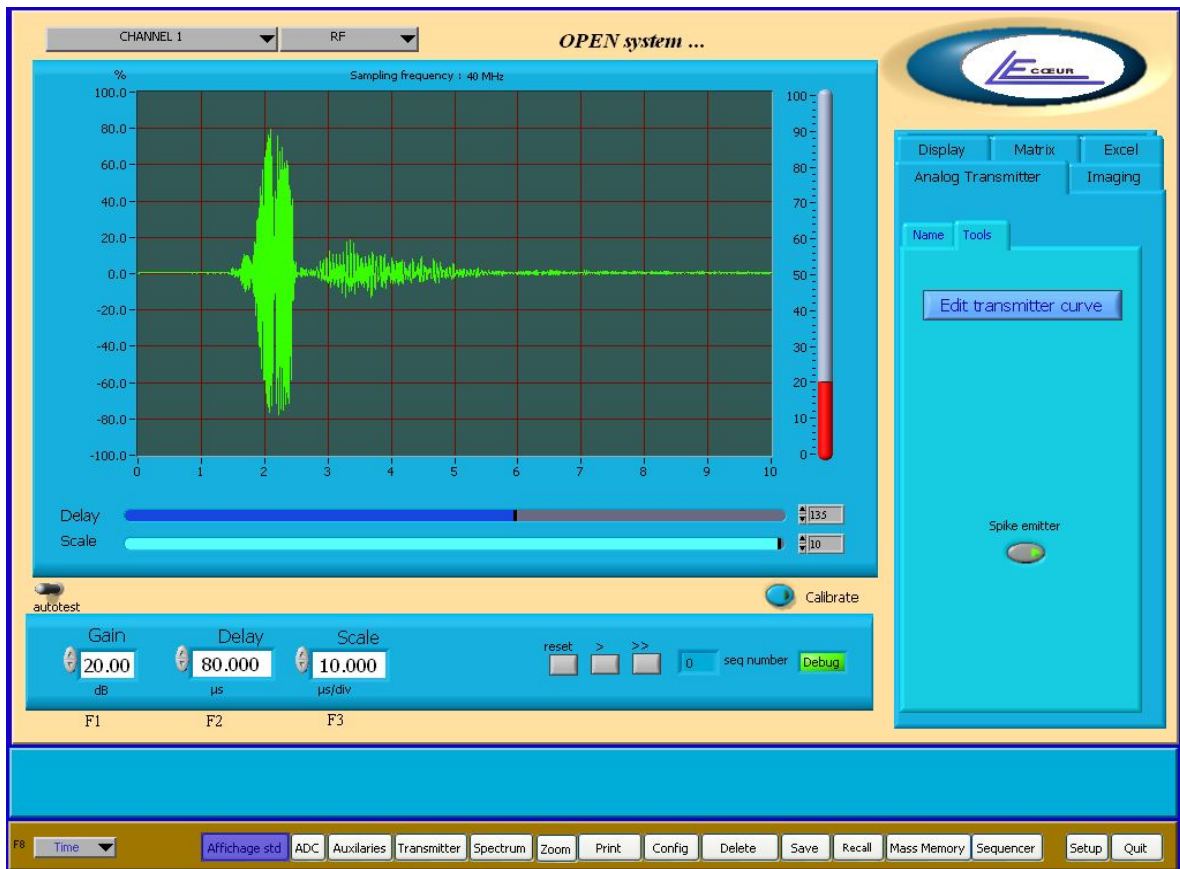 CHANNEL 1
RF
OPEN system ...
LECŒUR
%
Sampling frequency : 40 MHz
100.0
80.0
60.0
40.0
20.0
0.0
-20.0
-40.0
-60.0
-80.0
-100.0
0 1 2 3 4 5 6 7 8 9 10
100
90
80
70
60
50
40
30
20
10
0
Delay
135
Scale
10
Display Matrix Excel
Analog Transmitter Imaging
Name Tools
Edit transmitter curve
Spike emitter
autotest
Calibrate
Gain Delay Scale
20.00 80.000 10.000
dB µs µs/div
F1 F2 F3
reset > >>
0 seq number Debug
F8 Time Affichage std ADC Auxilaries Transmitter Spectrum Zoom Print Config Delete Save Recall Mass Memory Sequencer Setup Quit